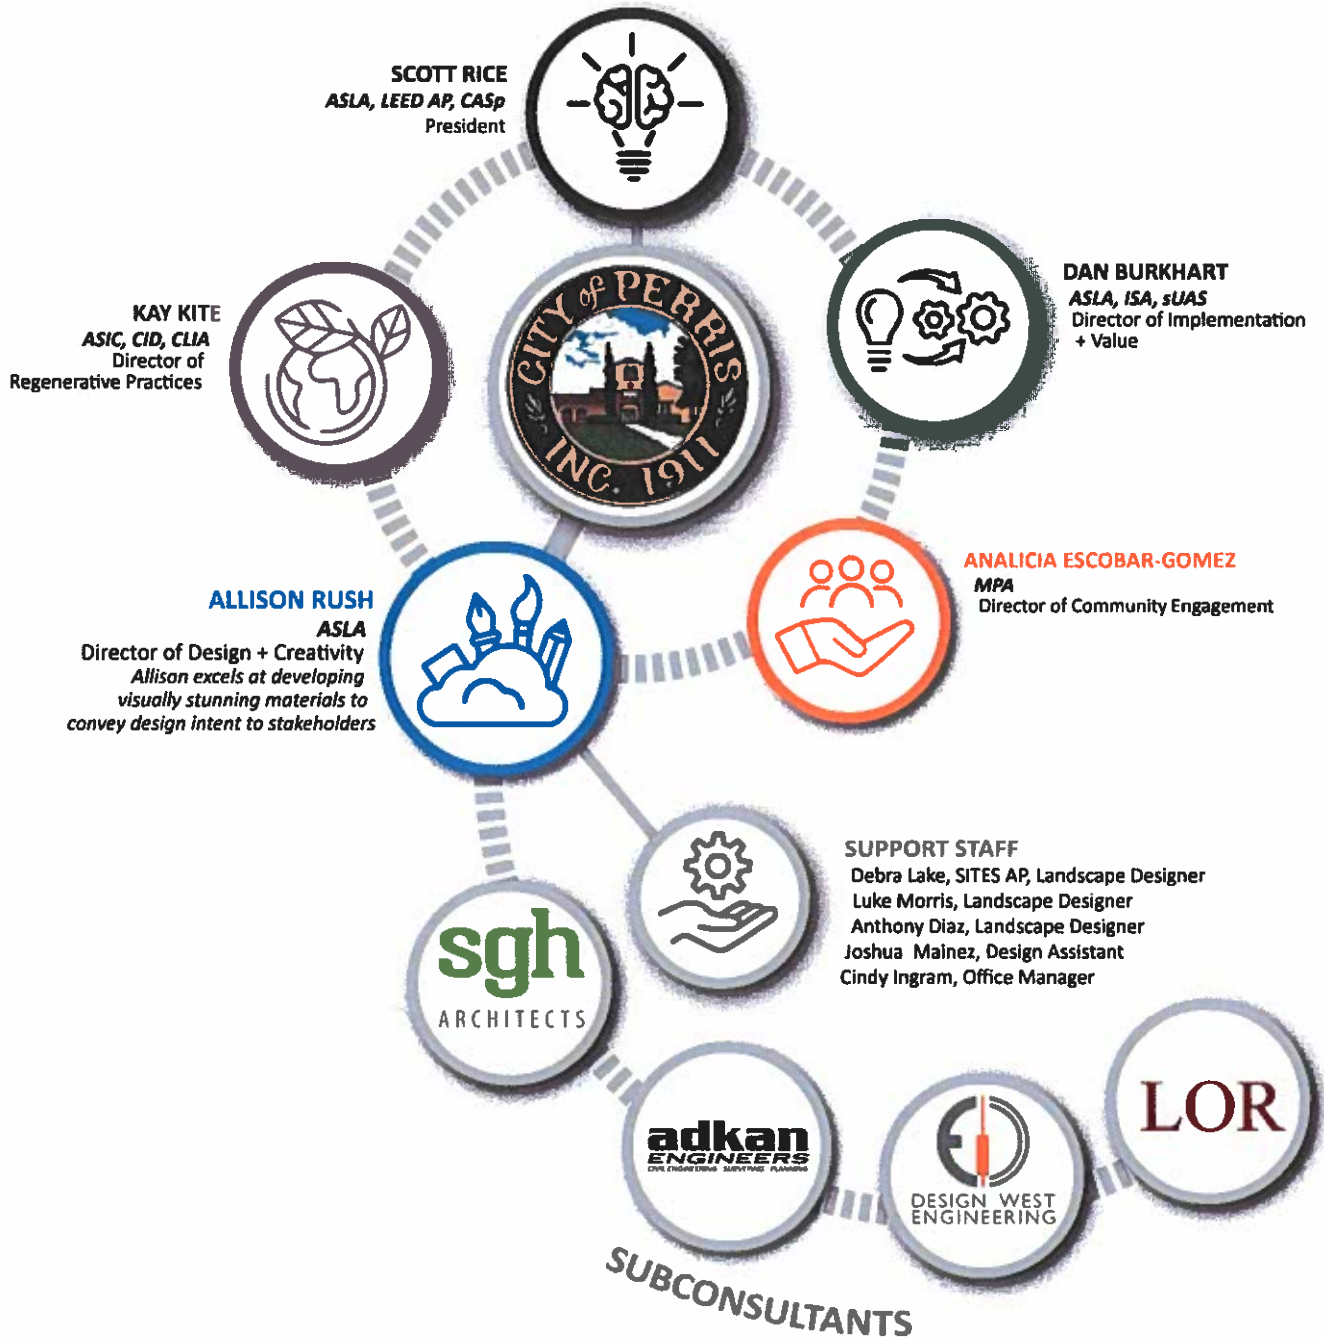 SCOTT RICE
ASLA, LEED AP, CASp
President
CITY of PERRIS
INC. 1911
DAN BURKHART
ASLA, ISA, sUAS
Director of Implementation
+ Value
KAY KITE
ASIC, CID, CLIA
Director of
Regenerative Practices
ANALICIA ESCOBAR-GOMEZ
MPA
Director of Community Engagement
ALLISON RUSH
ASLA
Director of Design + Creativity
Allison excels at developing
visually stunning materials to
convey design intent to stakeholders
SUPPORT STAFF
Debra Lake, SITES AP, Landscape Designer
Luke Morris, Landscape Designer
Anthony Diaz, Landscape Designer
Joshua Mainez, Design Assistant
Cindy Ingram, Office Manager
sgh
ARCHITECTS
adkan
ENGINEERS
CIVIL ENGINEERING SURVEYING PLANNING
DESIGN WEST
ENGINEERING
LOR
SUBCONSULTANTS